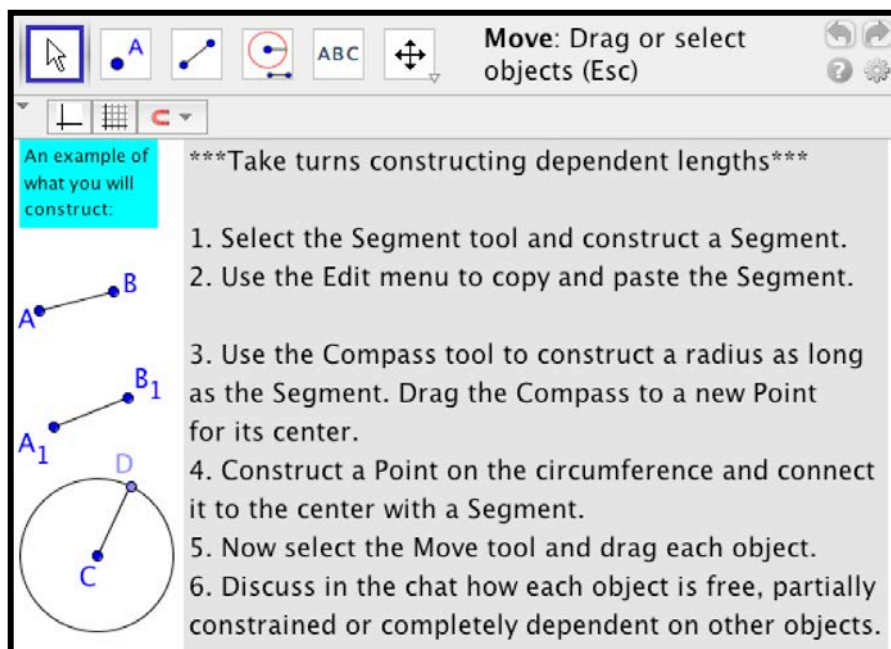 A
ABC
Move: Drag or select
objects (Esc)
?
An example of
what you will
construct:
***Take turns constructing dependent lengths***
1. Select the Segment tool and construct a Segment.
2. Use the Edit menu to copy and paste the Segment.
3. Use the Compass tool to construct a radius as long
as the Segment. Drag the Compass to a new Point
for its center.
4. Construct a Point on the circumference and connect
it to the center with a Segment.
5. Now select the Move tool and drag each object.
6. Discuss in the chat how each object is free, partially
constrained or completely dependent on other objects.
B
A
B₁
A₁
D
C